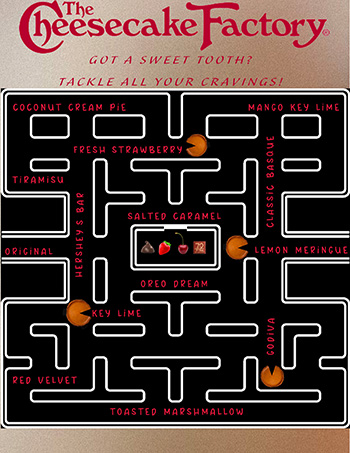 The
Cheesecake Factory®
GOT A SWEET TOOTH?
TACKLE ALL YOUR CRAVINGS!
COCONUT CREAM PIE
MANGO KEY LIME
FRESH STRAWBERRY
CLASSIC BASQUE
TIRAMISU
HERSHEY'S BAR
SALTED CARAMEL
ORIGINAL
LEMON MERINGUE
OREO DREAM
KEY LIME
GODIVA
RED VELVET
TOASTED MARSHMALLOW